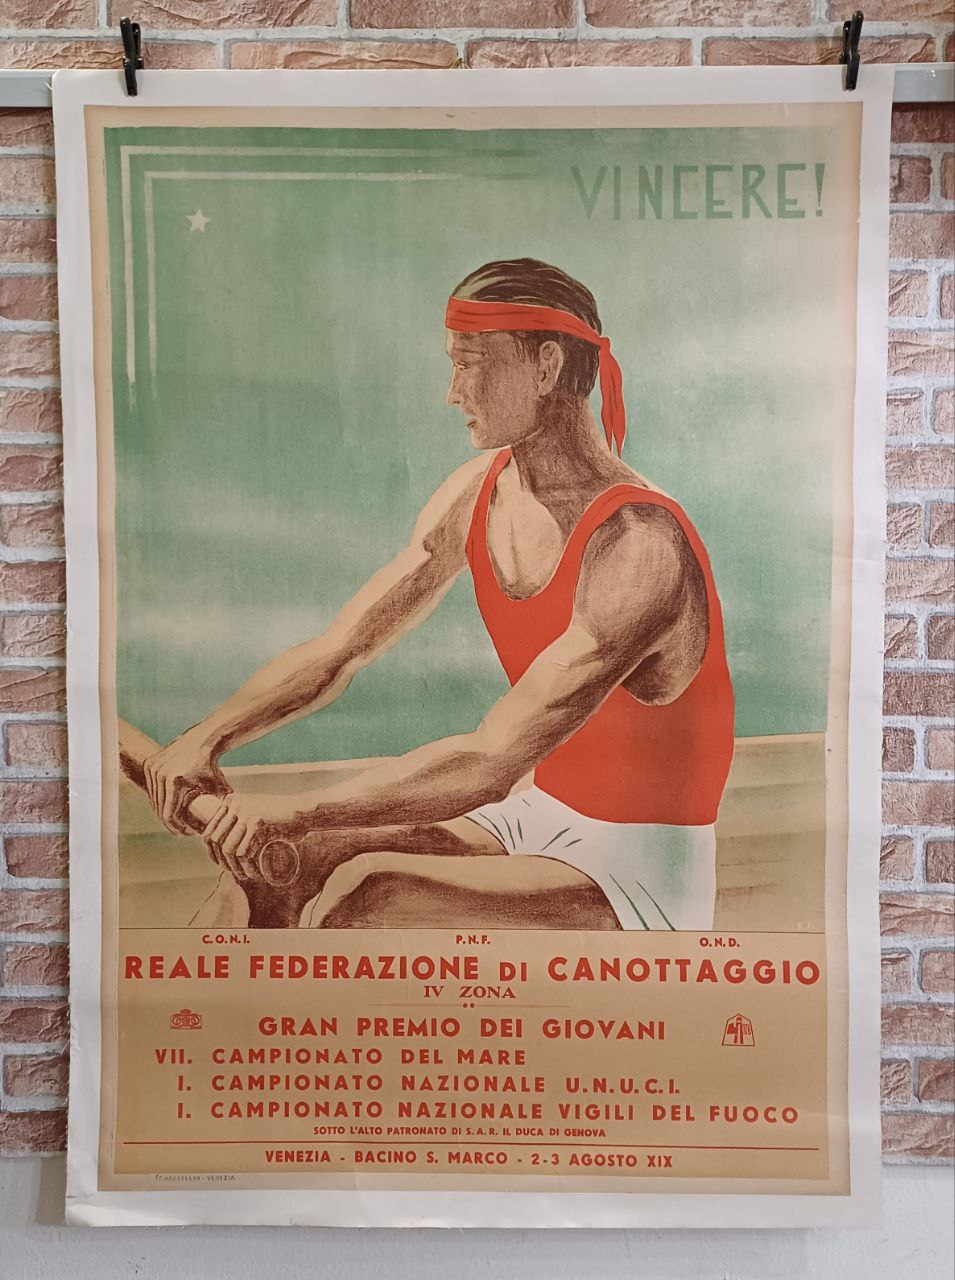 VINCERE!
C.O.N.I. P.N.F. O.N.D.
REALE FEDERAZIONE DI CANOTTAGGIO
IV ZONA
GRAN PREMIO DEI GIOVANI
VII. CAMPIONATO DEL MARE
I. CAMPIONATO NAZIONALE U.N.U.C.I.
I. CAMPIONATO NAZIONALE VIGILI DEL FUOCO
SOTTO L'ALTO PATRONATO DI S.A.R. IL DUCA DI GENOVA
VENEZIA - BACINO S. MARCO - 2-3 AGOSTO XIX
VENEZIA